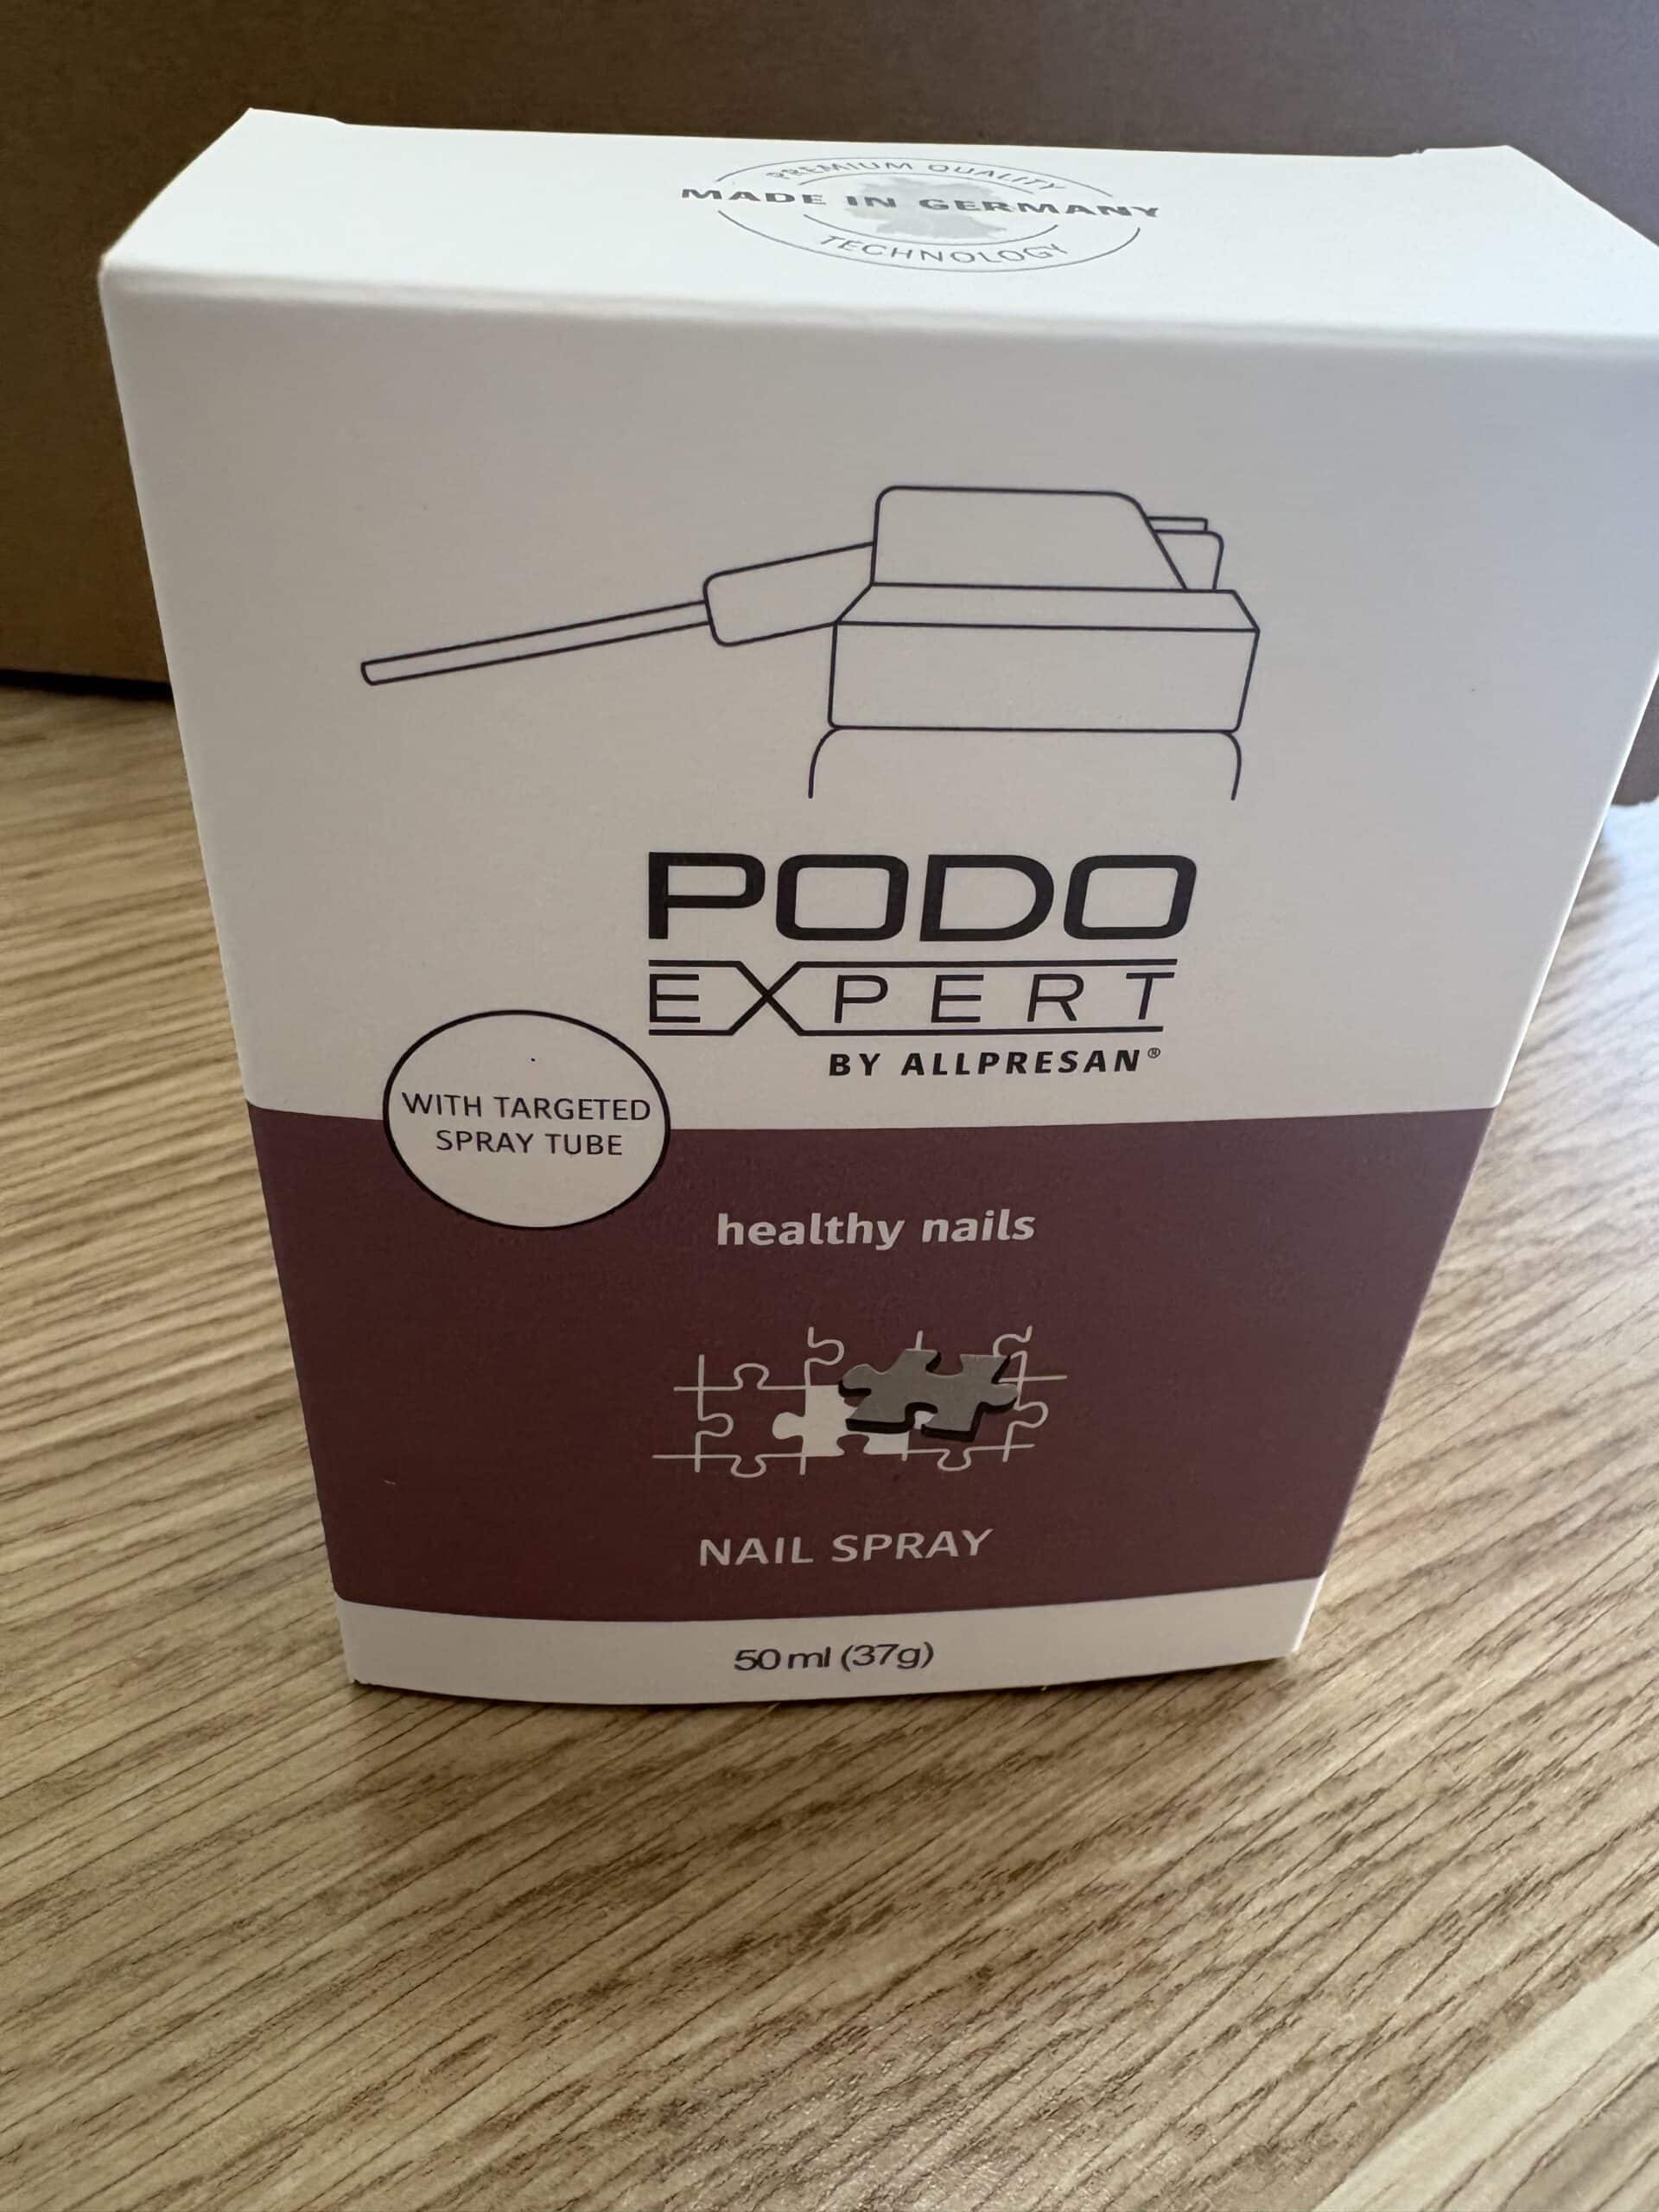 PREMIUM QUALITY
MADE IN GERMANY
TECHNOLOGY
PODO
EXPERT
BY ALLPRESAN®
WITH TARGETED
SPRAY TUBE
healthy nails
NAIL SPRAY
50 ml (37g)